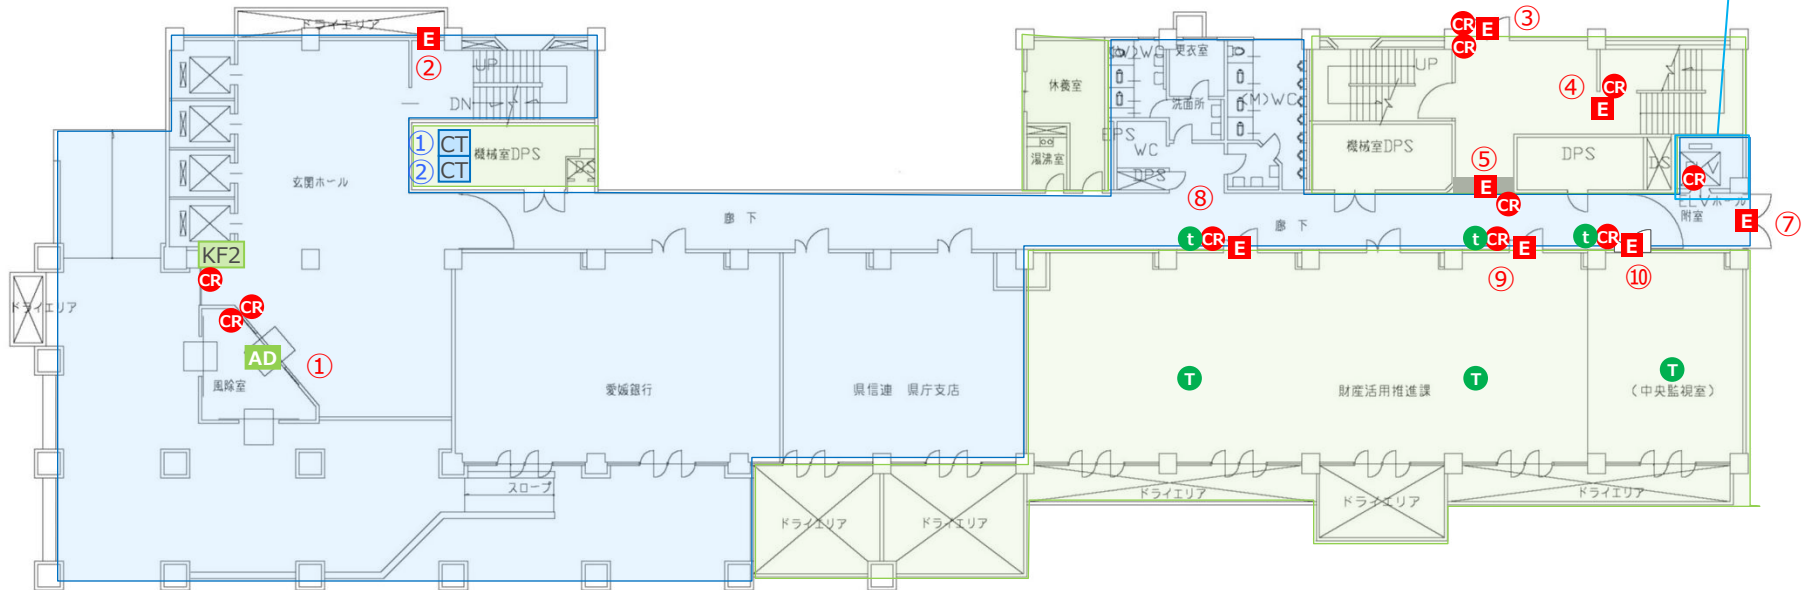 ドライエリア
CR
E
③
E
CR
②
UP
(W)WC
更衣室
UP
休養室
④
CR
DN
洗面所
(M)WC
E
EPS
① CT
機械室DPS
WC
機械室DPS
DPS
② CT
DS
湯沸室
DPS
⑤
DS
ELV
玄関ホール
E
CR
⑧
CR
ELVホール
附室
廊 下
廊 下
E
⑦
t CR E
t CR E
t CR E
KF2
⑨
⑩
CR
ドライエリア
CR
CR
AD
①
風除室
愛媛銀行
県信連 県庁支店
T
T
財産活用推進課
T
(中央監視室)
スロープ
ドライエリア
ドライエリア
ドライエリア
ドライエリア
ドライエリア